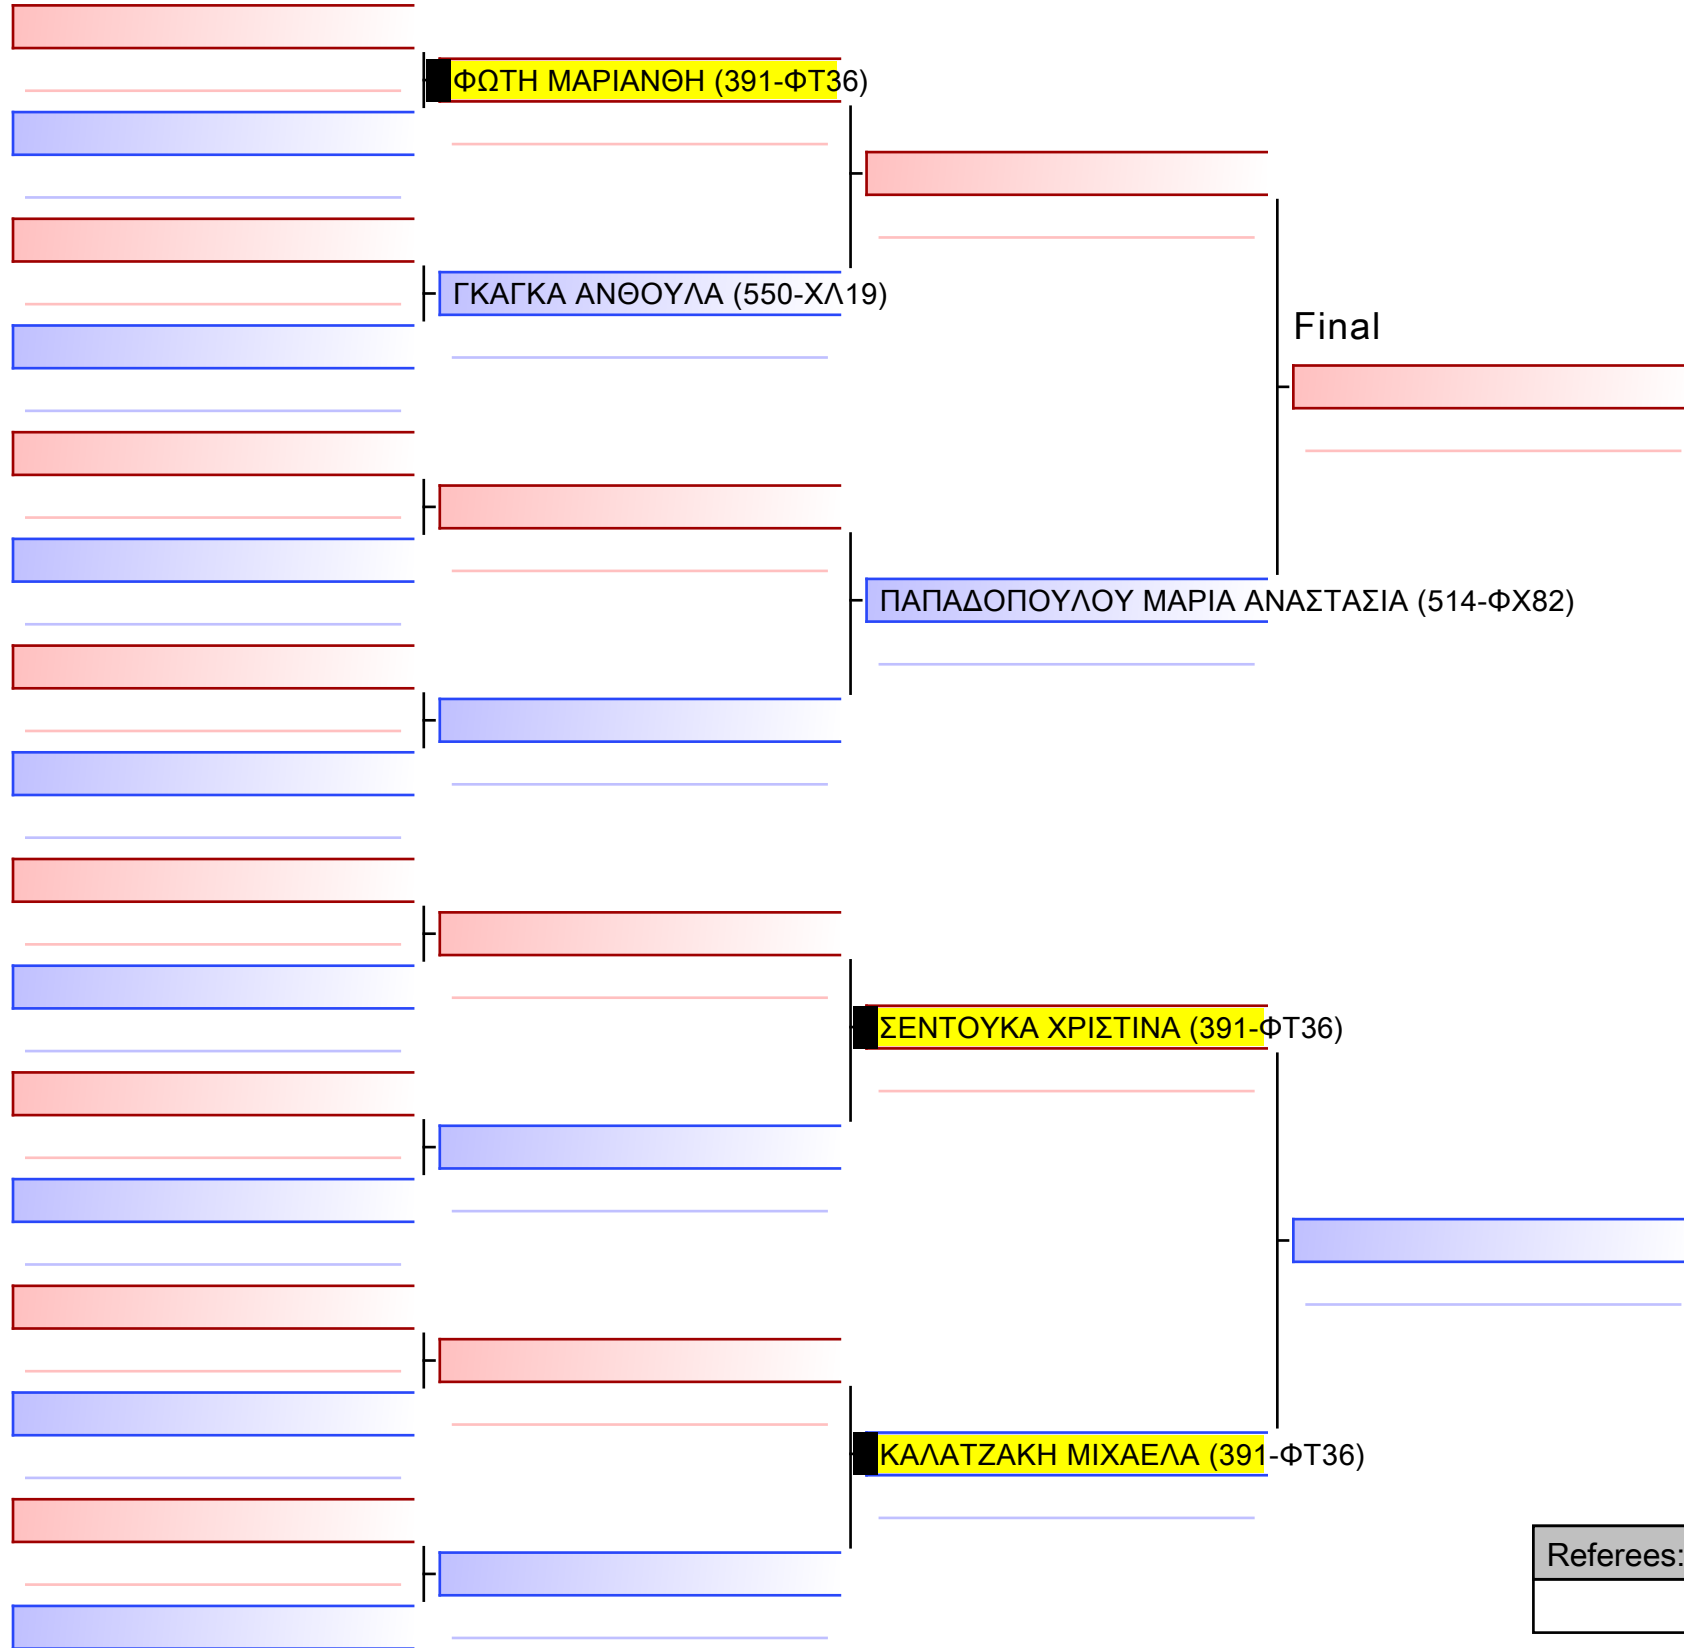 ΦΩΤΗ ΜΑΡΙΑΝΘΗ (391-ΦΤ36)
ΓΚΑΓΚΑ ΑΝΘΟΥΛΑ (550-ΧΛ19)
Final
ΠΑΠΑΔΟΠΟΥΛΟΥ ΜΑΡΙΑ ΑΝΑΣΤΑΣΙΑ (514-ΦΧ82)
ΣΕΝΤΟΥΚΑ ΧΡΙΣΤΙΝΑ (391-ΦΤ36)
ΚΑΛΑΤΖΑΚΗ ΜΙΧΑΕΛΑ (391-ΦΤ36)
Referees: